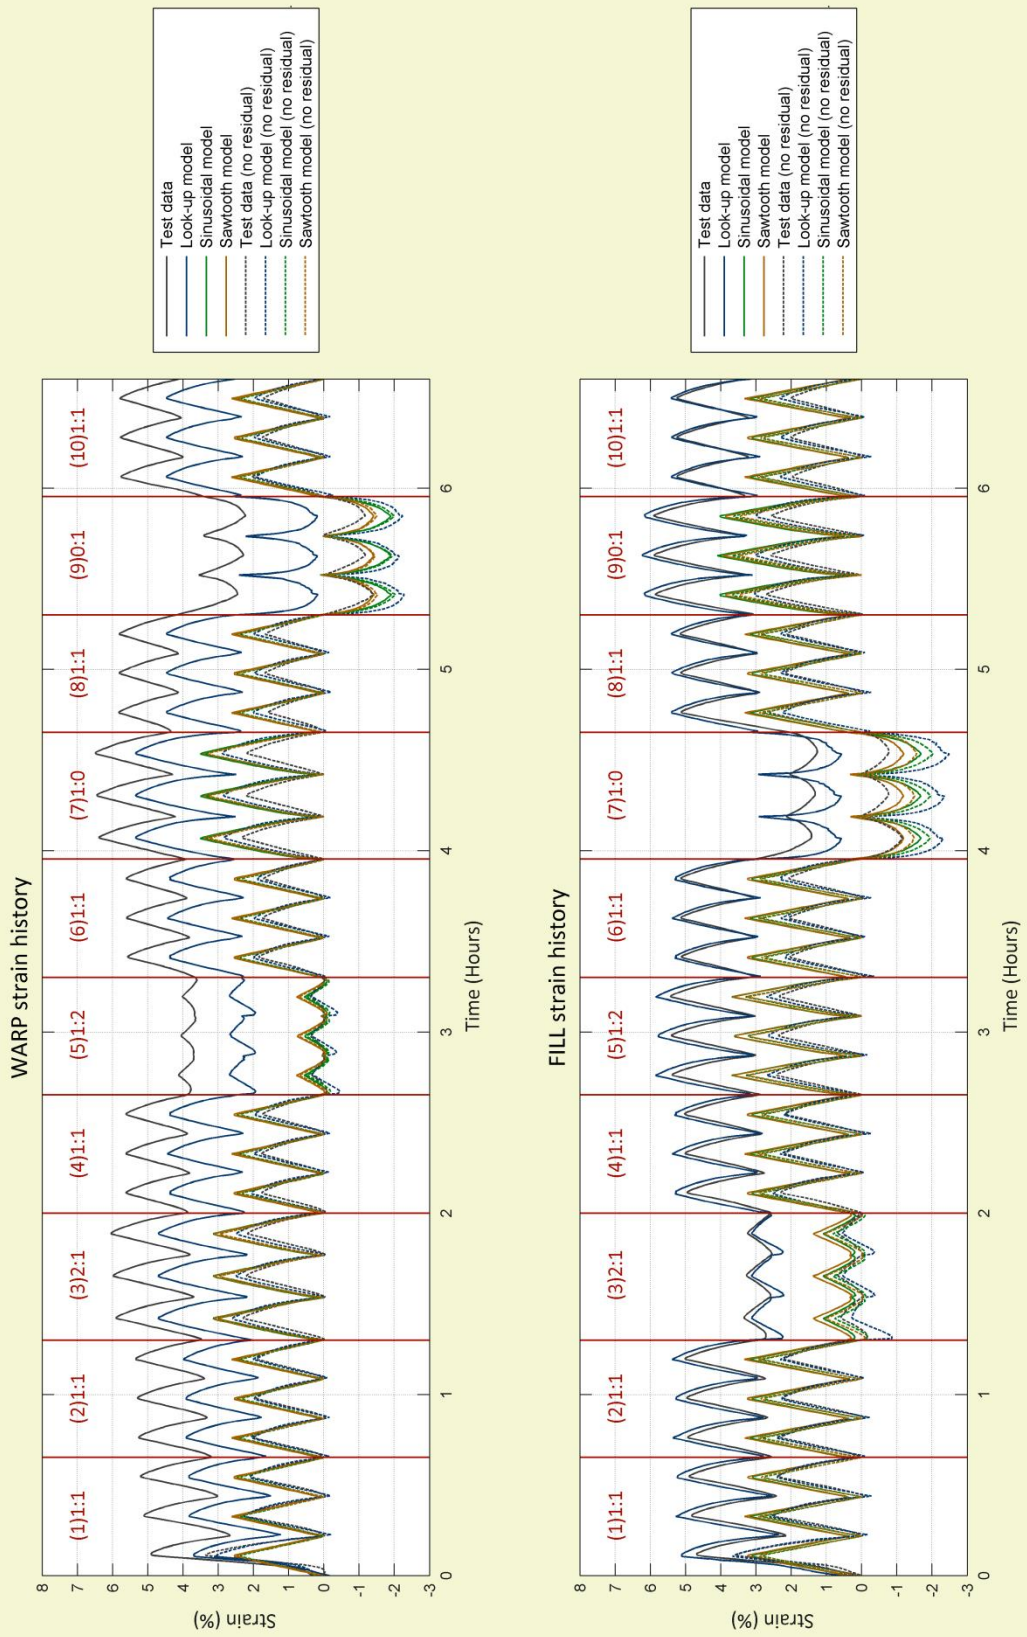 WARP strain history
(1)1:1 (2)1:1 (3)2:1 (4)1:1 (5)1:2 (6)1:1 (7)1:0 (8)1:1 (9)0:1 (10)1:1
8
7
6
5
4
3
2
1
0
-1
-2
-3
Strain (%)
0 1 2 3 4 5 6
Time (Hours)
Test data
Look-up model
Sinusoidal model
Sawtooth model
Test data (no residual)
Look-up model (no residual)
Sinusoidal model (no residual)
Sawtooth model (no residual)
FILL strain history
(1)1:1 (2)1:1 (3)2:1 (4)1:1 (5)1:2 (6)1:1 (7)1:0 (8)1:1 (9)0:1 (10)1:1
8
7
6
5
4
3
2
1
0
-1
-2
-3
Strain (%)
0 1 2 3 4 5 6
Time (Hours)
Test data
Look-up model
Sinusoidal model
Sawtooth model
Test data (no residual)
Look-up model (no residual)
Sinusoidal model (no residual)
Sawtooth model (no residual)